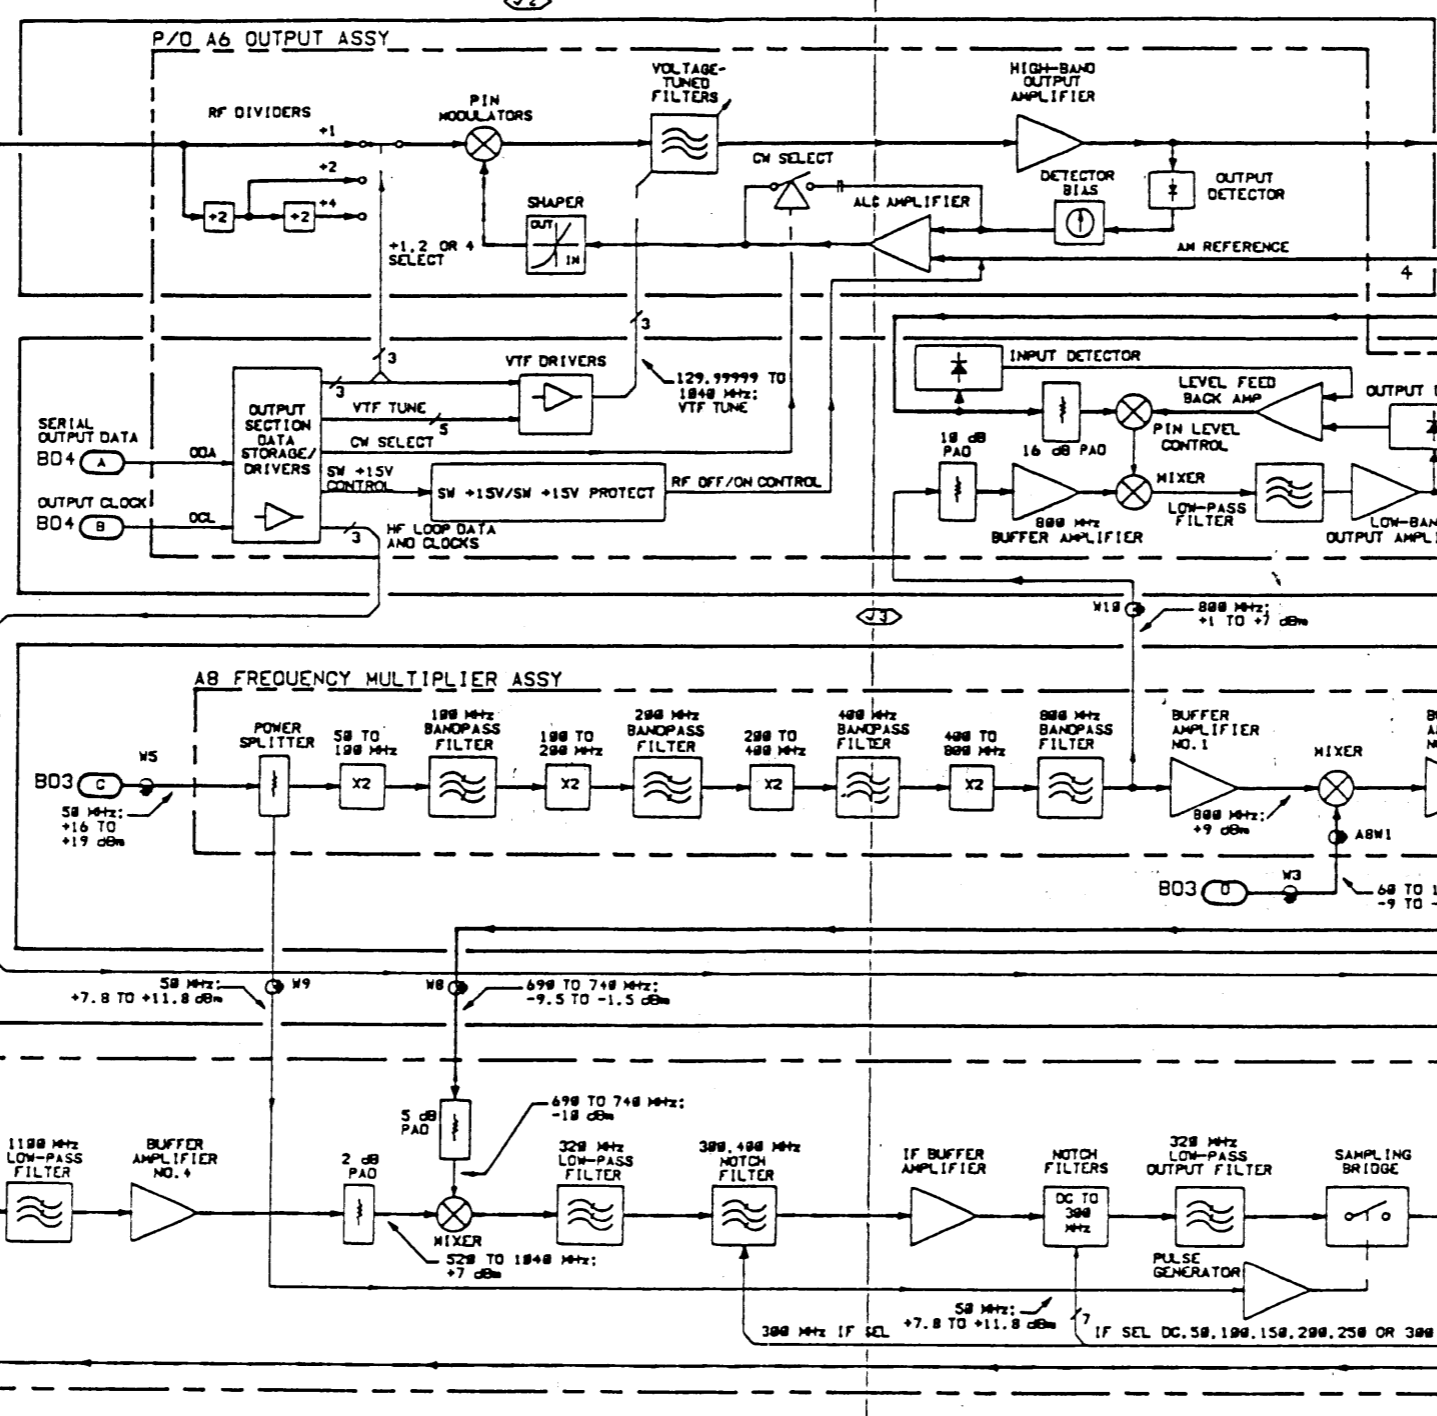 J2
P/O A6 OUTPUT ASSY
RF DIVIDERS
÷1
÷2
÷4
÷2
÷2
÷1,2 OR 4
SELECT
PIN
MODULATORS
SHAPER
OUT
IN
VOLTAGE-
TUNED
FILTERS
CW SELECT
ALC AMPLIFIER
HIGH-BAND
OUTPUT
AMPLIFIER
DETECTOR
BIAS
OUTPUT
DETECTOR
AM REFERENCE
4
3
3
3
SERIAL
OUTPUT DATA
BD4 A
ODA
OUTPUT CLOCK
BD4 B
OCL
OUTPUT
SECTION
DATA
STORAGE/
DRIVERS
VTF TUNE
5
CW SELECT
SW +15V
CONTROL
3
HF LOOP DATA
AND CLOCKS
VTF DRIVERS
129.99999 TO
1040 MHz;
VTF TUNE
SW +15V/SW +15V PROTECT
RF OFF/ON CONTROL
INPUT DETECTOR
LEVEL FEED
BACK AMP
OUTPUT
PIN LEVEL
CONTROL
16 dB PAD
10 dB
PAD
MIXER
LOW-PASS
FILTER
800 MHz
BUFFER AMPLIFIER
LOW-BAN
OUTPUT AMPLI
W10
800 MHz;
+1 TO +7 dBm
J3
A8 FREQUENCY MULTIPLIER ASSY
BD3 C
W5
50 MHz;
+16 TO
+19 dBm
POWER
SPLITTER
50 TO
100 MHz
X2
100 MHz
BANDPASS
FILTER
100 TO
200 MHz
X2
200 MHz
BANDPASS
FILTER
200 TO
400 MHz
X2
400 MHz
BANDPASS
FILTER
400 TO
800 MHz
X2
800 MHz
BANDPASS
FILTER
BUFFER
AMPLIFIER
NO.1
800 MHz;
+9 dBm
MIXER
A8W1
BD3 D
W3
60 TO 1
-9 TO -
50 MHz;
+7.8 TO +11.8 dBm
W9
W8
690 TO 740 MHz;
-9.5 TO -1.5 dBm
1100 MHz
LOW-PASS
FILTER
BUFFER
AMPLIFIER
NO.4
2 dB
PAD
5 dB
PAD
690 TO 740 MHz;
-10 dBm
MIXER
520 TO 1040 MHz;
+7 dBm
320 MHz
LOW-PASS
FILTER
300,400 MHz
NOTCH
FILTER
300 MHz IF SEL
IF BUFFER
AMPLIFIER
NOTCH
FILTERS
DC TO
300
MHz
320 MHz
LOW-PASS
OUTPUT FILTER
SAMPLING
BRIDGE
PULSE
GENERATOR
50 MHz;
+7.8 TO +11.8 dBm
7
IF SEL DC,50,100,150,200,250 OR 300